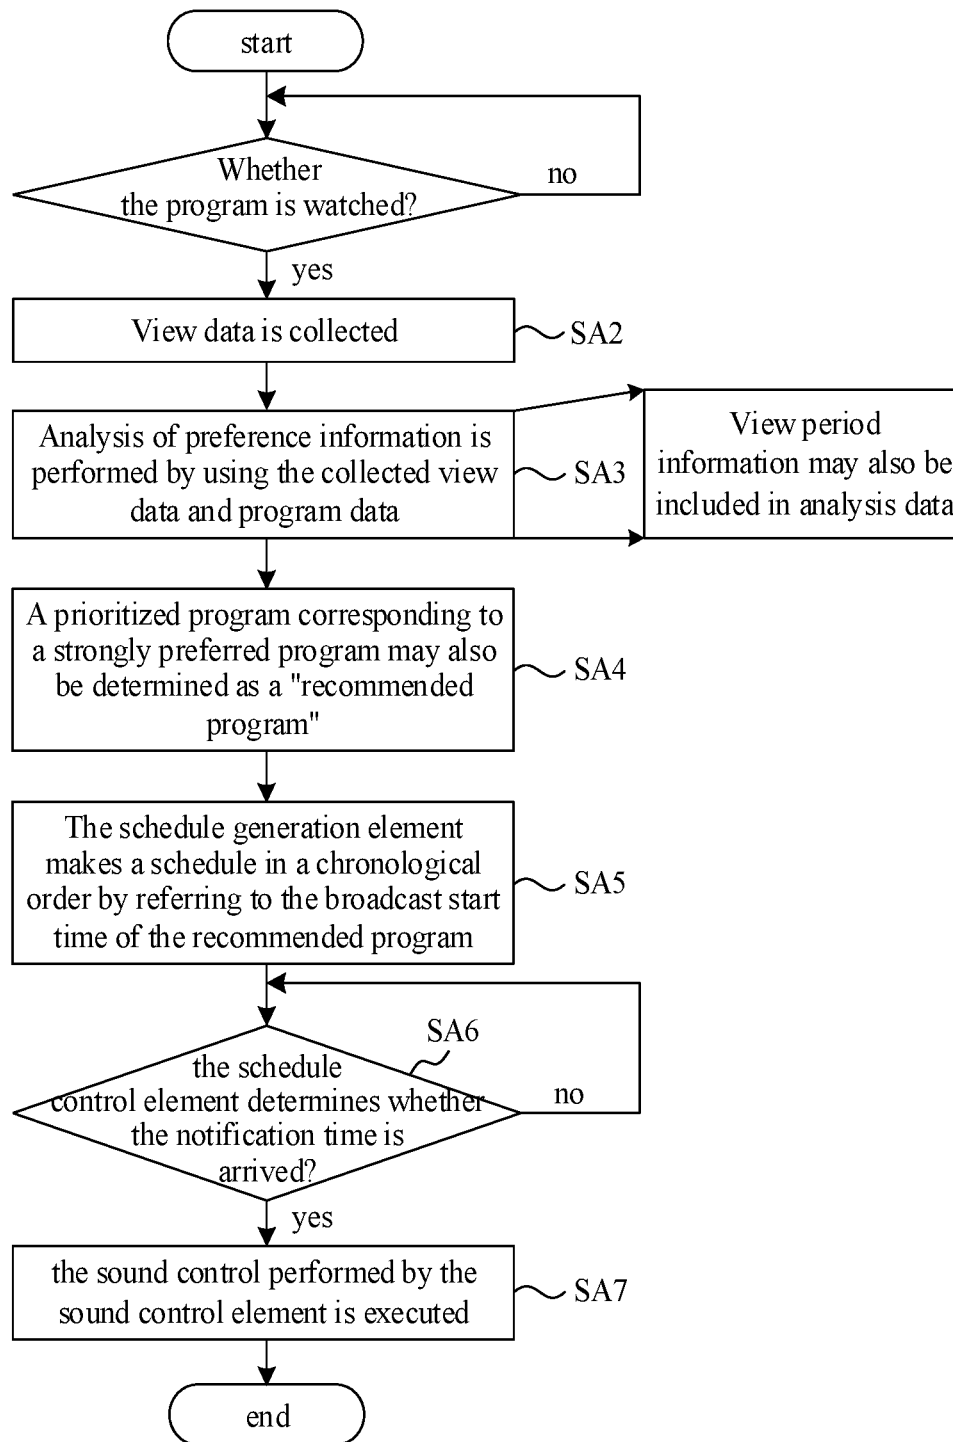 start
Whether
the program is watched?
no
yes
View data is collected
SA2
Analysis of preference information is
performed by using the collected view
data and program data
SA3
View period
information may also be
included in analysis data
A prioritized program corresponding to
a strongly preferred program may also
be determined as a "recommended
program"
SA4
The schedule generation element
makes a schedule in a chronological
order by referring to the broadcast start
time of the recommended program
SA5
SA6
the schedule
control element determines whether
the notification time is
arrived?
no
yes
the sound control performed by the
sound control element is executed
SA7
end